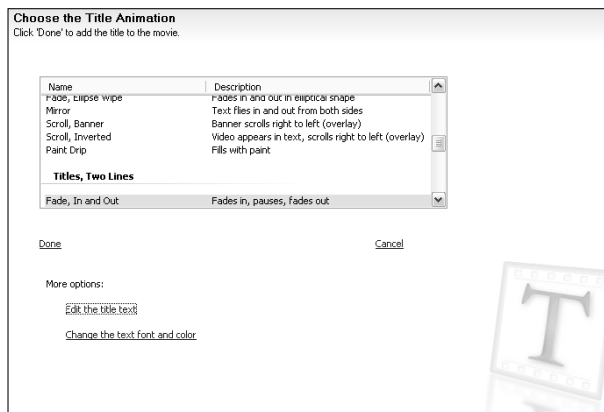 Choose the Title Animation
Click 'Done' to add the title to the movie.
Name Description
Fade, Ellipse Wipe Fades in and out in elliptical shape
Mirror Text flies in and out from both sides
Scroll, Banner Banner scrolls right to left (overlay)
Scroll, Inverted Video appears in text, scrolls right to left (overlay)
Paint Drip Fills with paint
Titles, Two Lines
Fade, In and Out Fades in, pauses, fades out
Done Cancel
More options:
Edit the title text
Change the text font and color
T